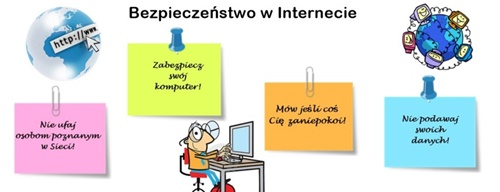 Bezpieczeństwo w Internecie
http://www
Zabezpiecz
swój
komputer!
Nie ufaj
osobom poznanym
w Sieci!
Mów jeśli coś
Cię zaniepokoi!
Nie podawaj
swoich
danych!